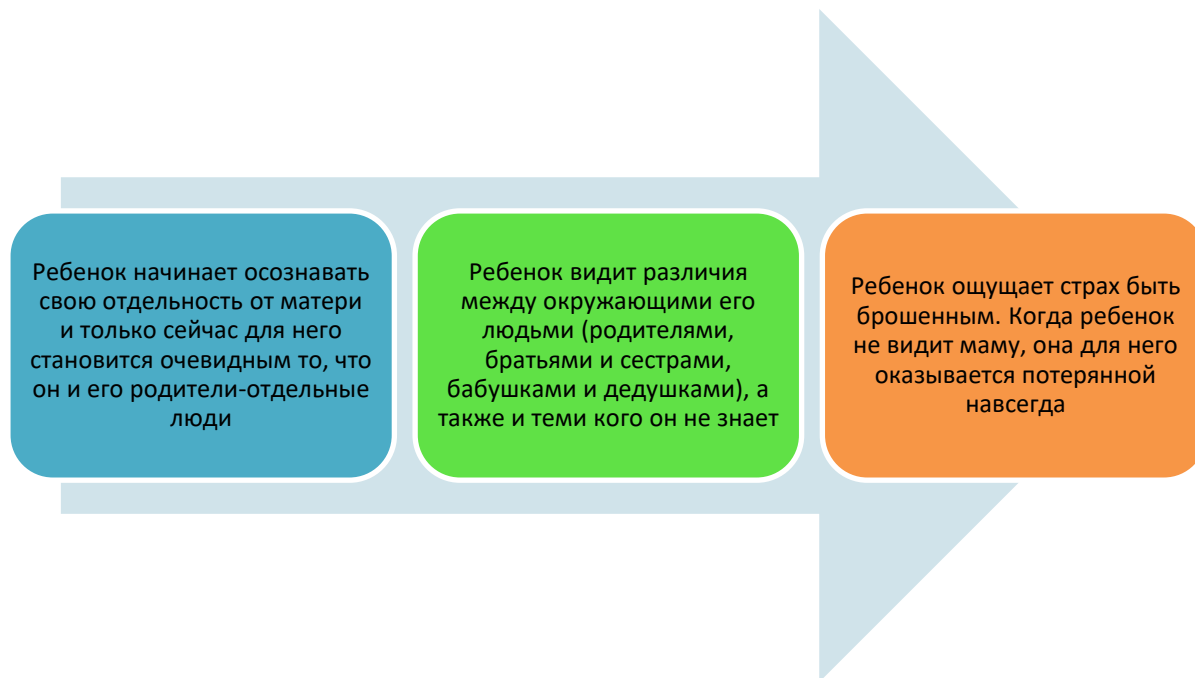 Ребенок начинает осознавать
свою отдельность от матери
и только сейчас для него
становится очевидным то, что
он и его родители-отдельные
люди
Ребенок видит различия
между окружающими его
людьми (родителями,
братьями и сестрами,
бабушками и дедушками), а
также и теми кого он не знает
Ребенок ощущает страх быть
брошенным. Когда ребенок
не видит маму, она для него
оказывается потерянной
навсегда